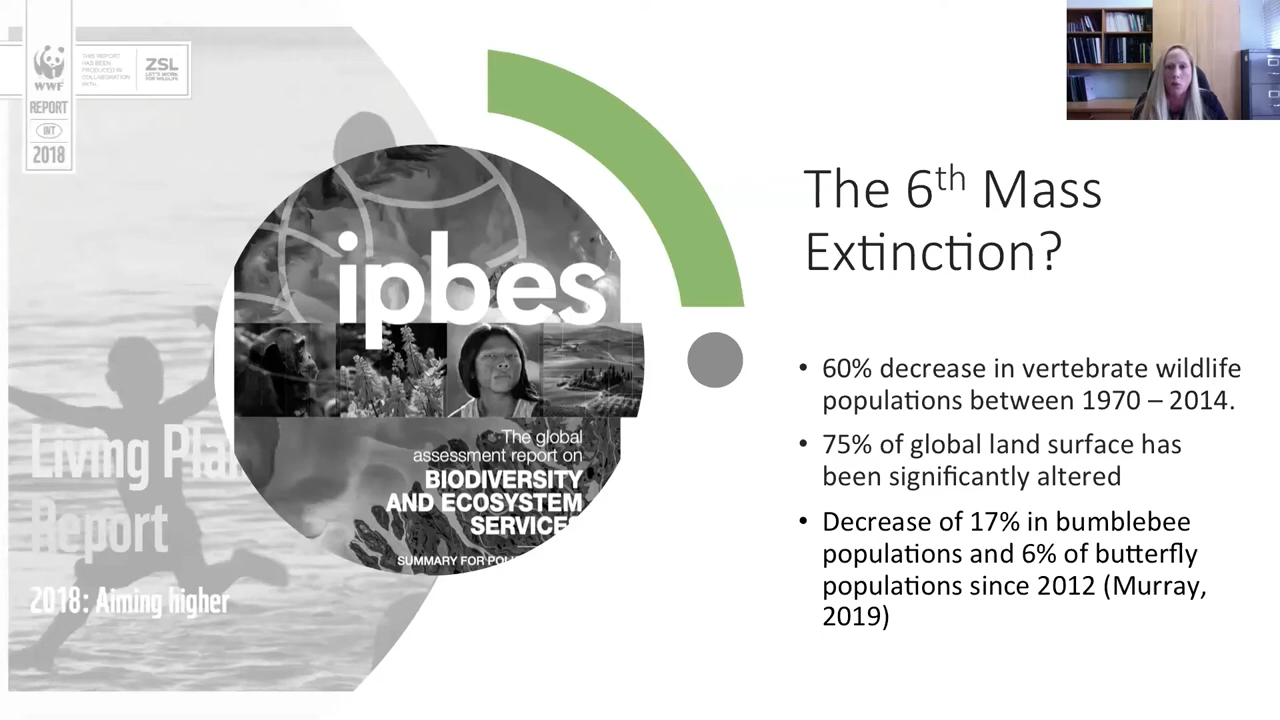 WWF
REPORT
INT
2018
THIS REPORT
HAS BEEN
PRODUCED IN
COLLABORATION
WITH:
ZSL
LET'S WORK
FOR WILDLIFE
Living Pla
Report
2018: Aiming higher
ipbes
The global
assessment report on
BIODIVERSITY
AND ECOSYSTEM
SERVICES
SUMMARY FOR POLI
The 6th Mass
Extinction?
• 60% decrease in vertebrate wildlife
populations between 1970 – 2014.
• 75% of global land surface has
been significantly altered
• Decrease of 17% in bumblebee
populations and 6% of butterfly
populations since 2012 (Murray,
2019)